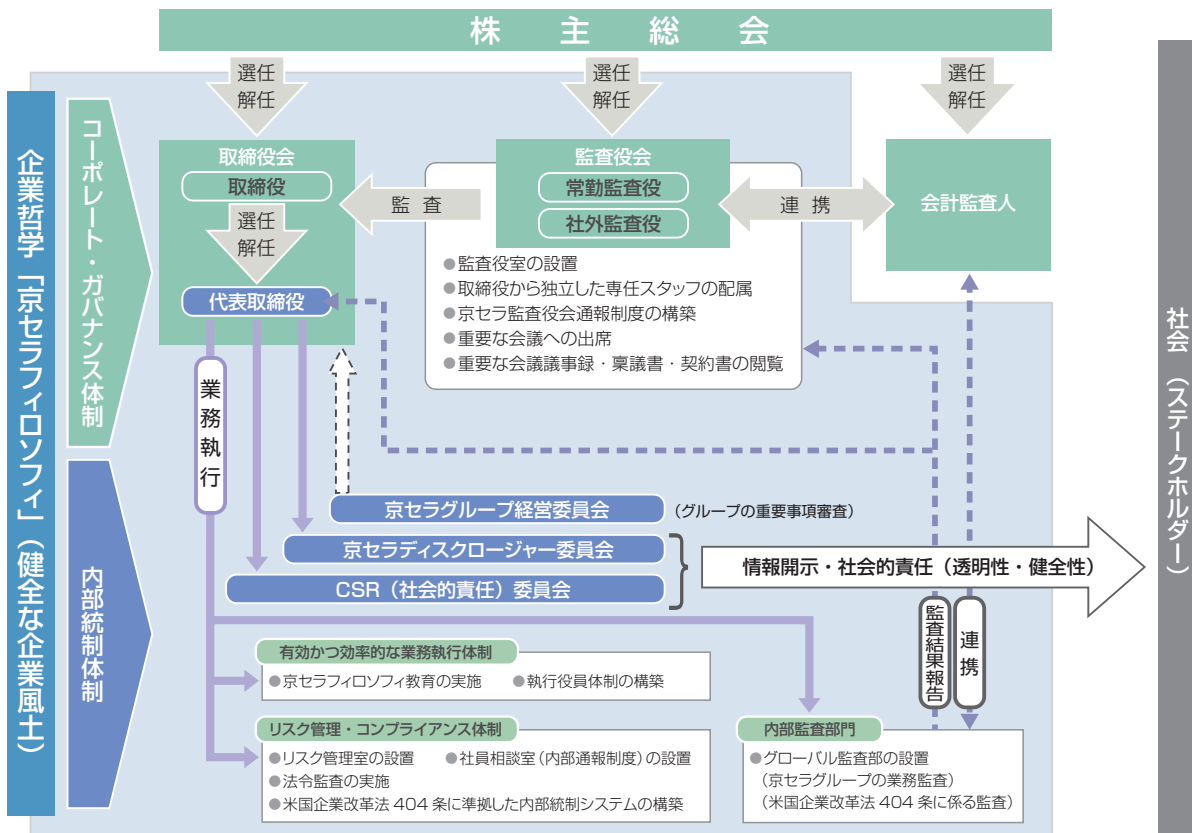 株主総会
選任
解任
選任
解任
選任
解任
企業哲学「京セラフィロソフィ」（健全な企業風土）
コーポレート・ガバナンス体制
内部統制体制
取締役会
取締役
選任
解任
代表取締役
監査
監査役会
常勤監査役
社外監査役
●監査役室の設置
●取締役から独立した専任スタッフの配属
●京セラ監査役会通報制度の構築
●重要な会議への出席
●重要な会議議事録・稟議書・契約書の閲覧
連携
会計監査人
社会（ステークホルダー）
業務執行
京セラグループ経営委員会
（グループの重要事項審査）
京セラディスクロージャー委員会
CSR（社会的責任）委員会
情報開示・社会的責任（透明性・健全性）
監査結果報告
連携
有効かつ効率的な業務執行体制
●京セラフィロソフィ教育の実施 ●執行役員体制の構築
リスク管理・コンプライアンス体制
●リスク管理室の設置 ●社員相談室（内部通報制度）の設置
●法令監査の実施
●米国企業改革法 404 条に準拠した内部統制システムの構築
内部監査部門
●グローバル監査部の設置
（京セラグループの業務監査）
（米国企業改革法 404 条に係る監査）